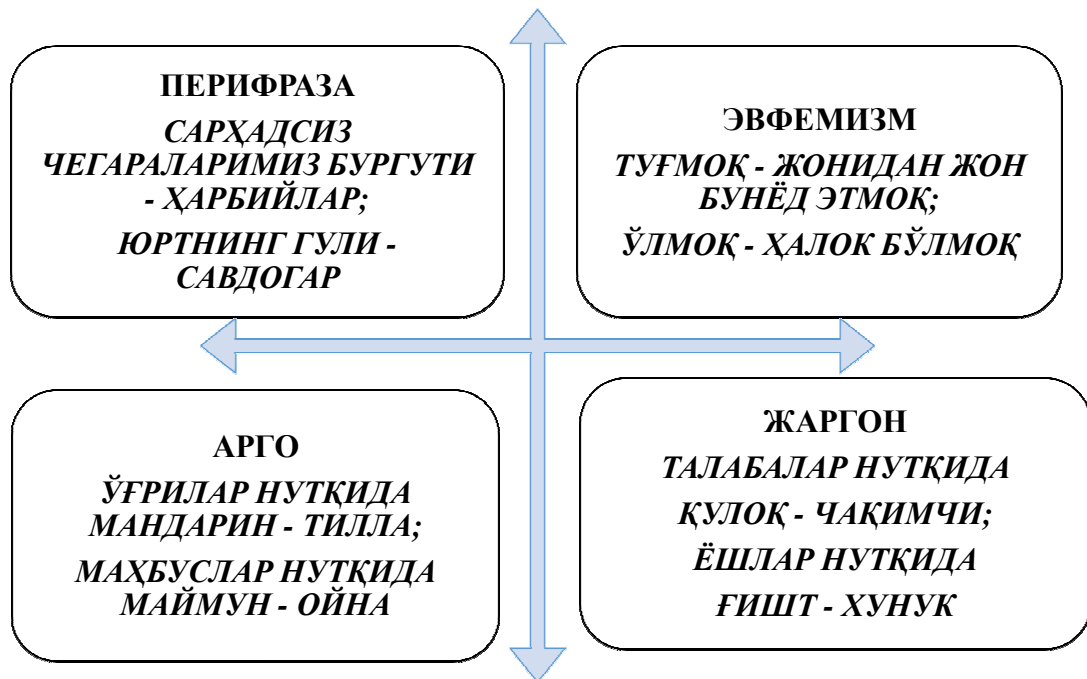 ПЕРИФРАЗА
САРҲАДСИЗ
ЧЕГАРАЛАРИМИЗ БУРГУТИ
- ҲАРБИЙЛАР;
ЮРТНИНГ ГУЛИ -
САВДОГАР
ЭВФЕМИЗМ
ТУҒМОҚ - ЖОНИДАН ЖОН
БУНЁД ЭТМОҚ;
ЎЛМОҚ - ҲАЛОК БЎЛМОҚ
АРГО
ЎҒРИЛАР НУТҚИДА
МАНДАРИН - ТИЛЛА;
МАҲБУСЛАР НУТҚИДА
МАЙМУН - ОЙНА
ЖАРГОН
ТАЛАБАЛАР НУТҚИДА
ҚУЛОҚ - ЧАҚИМЧИ;
ЁШЛАР НУТҚИДА
ҒИШТ - ХУНУК